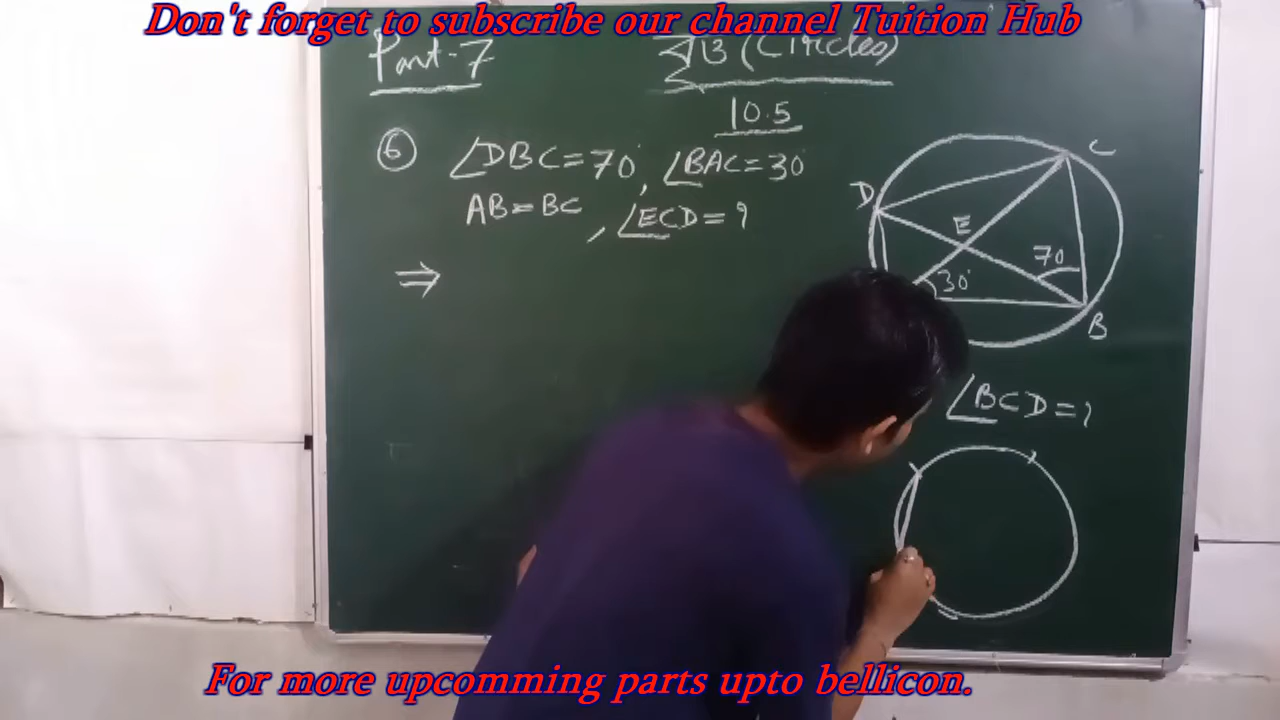 Don't forget to subscribe our channel Tuition Hub
Part-7
(Circles)
10.5
6 ∠DBC=70°, ∠BAC=30°
AB=BC, ∠ECD=?
⇒
C
D
E
70
30°
B
∠BCD=?
For more upcomming parts upto bellicon.